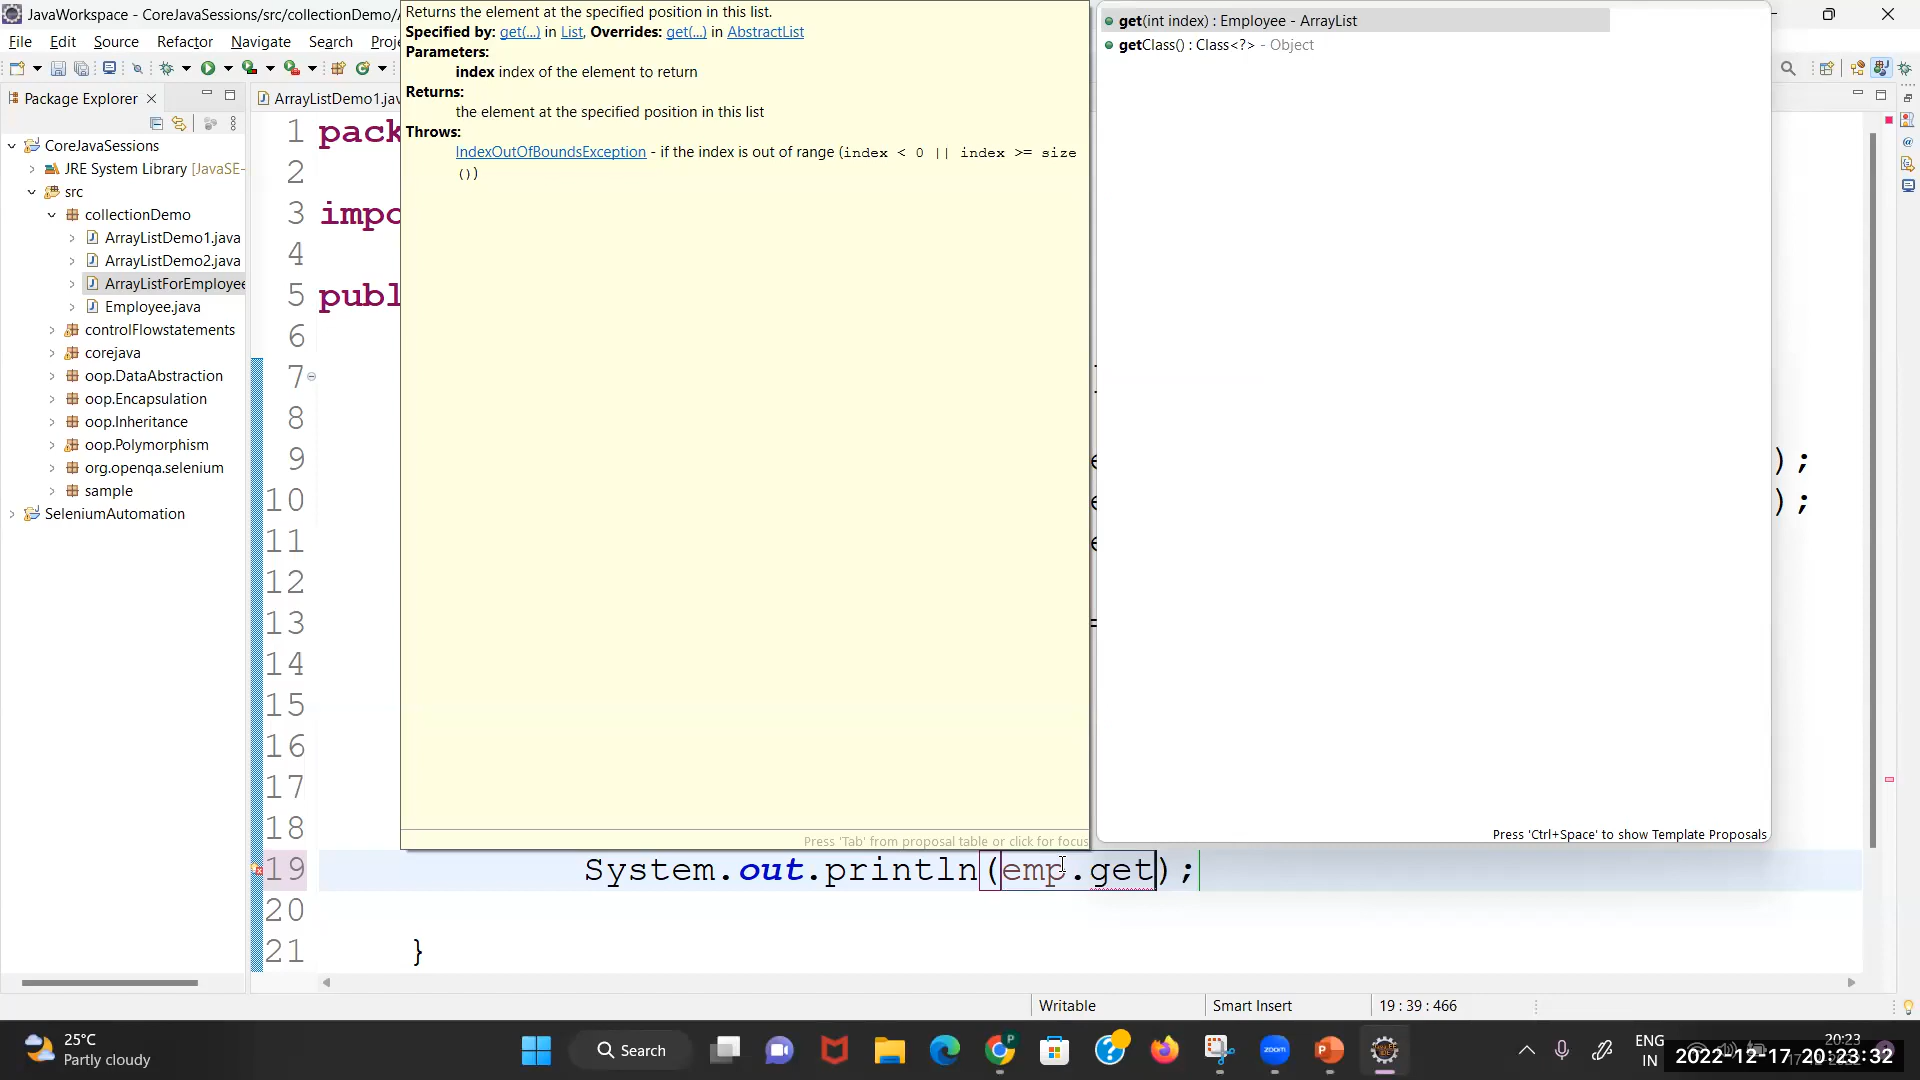 JavaWorkspace - CoreJavaSessions/src/collectionDemo/
File Edit Source Refactor Navigate Search
Package Explorer
CoreJavaSessions
JRE System Library [JavaSE-
src
collectionDemo
ArrayListDemo1.java
ArrayListDemo2.java
ArrayListForEmployee
Employee.java
controlFlowstatements
corejava
oop.DataAbstraction
oop.Encapsulation
oop.Inheritance
oop.Polymorphism
org.openqa.selenium
sample
SeleniumAutomation
ArrayListDemo1.jav
Returns the element at the specified position in this list.
Specified by: get(...) in List, Overrides: get(...) in AbstractList
Parameters:
index index of the element to return
Returns:
the element at the specified position in this list
Throws:
IndexOutOfBoundsException - if the index is out of range (index < 0 || index >= size
())
Press 'Tab' from proposal table or click for focus
get(int index) : Employee - ArrayList
getClass() : Class<?> - Object
Press 'Ctrl+Space' to show Template Proposals
1 pack
2
3 impo
4
5 publ
6
7
8
9 );
10 );
11
12
13
14
15
16
17
18
19 System.out.println(emp.get);
20
21 }
Writable Smart Insert 19 : 39 : 466
25°C
Partly cloudy
Search
zoom
ENG
IN
20:23
2022-12-17 20:23:32